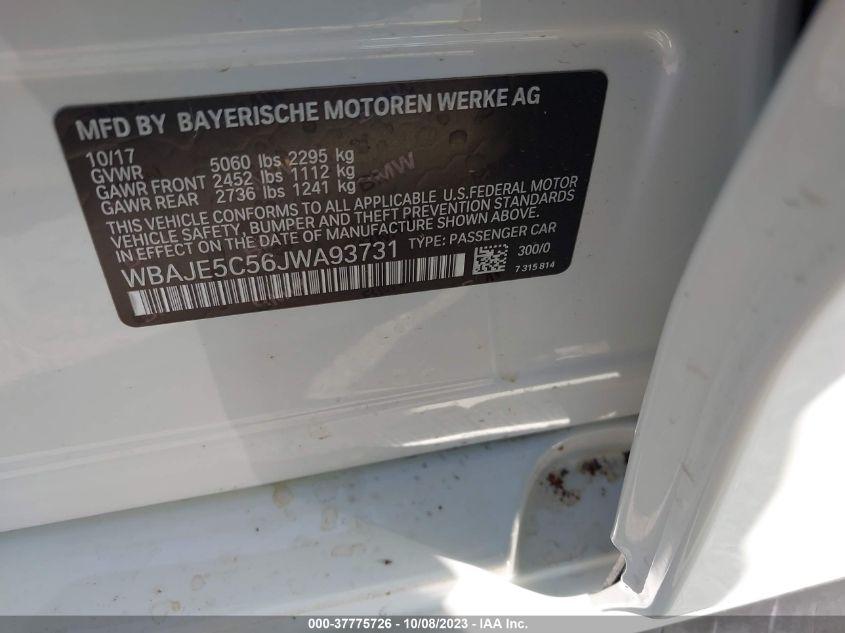 MFD BY BAYERISCHE MOTOREN WERKE AG
10/17
GVWR 5060 lbs 2295 kg
GAWR FRONT 2452 lbs 1112 kg
GAWR REAR 2736 lbs 1241 kg
THIS VEHICLE CONFORMS TO ALL APPLICABLE U.S.FEDERAL MOTOR
VEHICLE SAFETY, BUMPER AND THEFT PREVENTION STANDARDS
IN EFFECT ON THE DATE OF MANUFACTURE SHOWN ABOVE.
WBAJE5C56JWA93731 TYPE: PASSENGER CAR
300/0
7 315 814
BMW
000-37775726 - 10/08/2023 - IAA Inc.